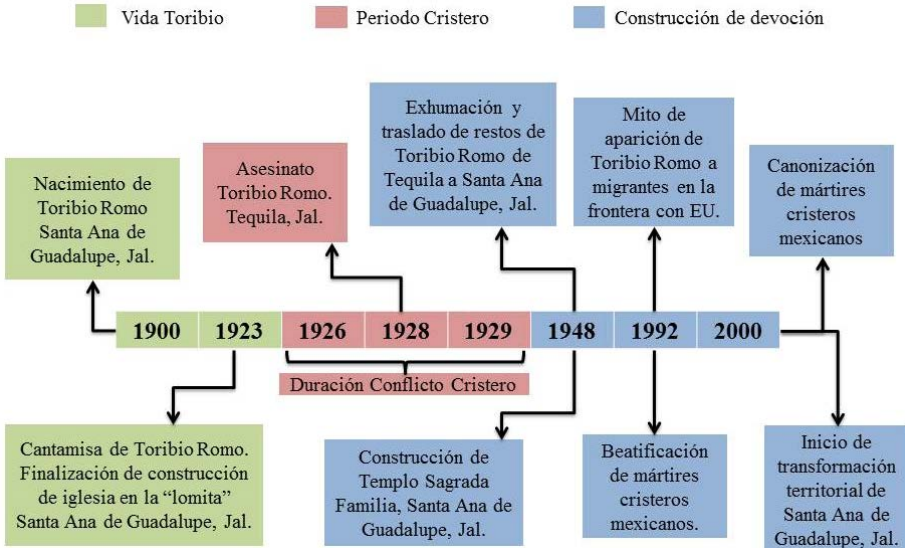 Vida Toribio
Periodo Cristero
Construcción de devoción
Nacimiento de
Toribio Romo
Santa Ana de
Guadalupe, Jal.
Asesinato
Toribio Romo.
Tequila, Jal.
Exhumación y
traslado de restos de
Toribio Romo de
Tequila a Santa Ana
de Guadalupe, Jal.
Mito de
aparición de
Toribio Romo a
migrantes en la
frontera con EU.
Canonización
de mártires
cristeros
mexicanos
1900 1923 1926 1928 1929 1948 1992 2000
Duración Conflicto Cristero
Cantamisa de Toribio Romo.
Finalización de construcción
de iglesia en la “lomita”
Santa Ana de Guadalupe, Jal.
Construcción de
Templo Sagrada
Familia, Santa Ana de
Guadalupe, Jal.
Beatificación
de mártires
cristeros
mexicanos.
Inicio de
transformación
territorial de
Santa Ana de
Guadalupe, Jal.